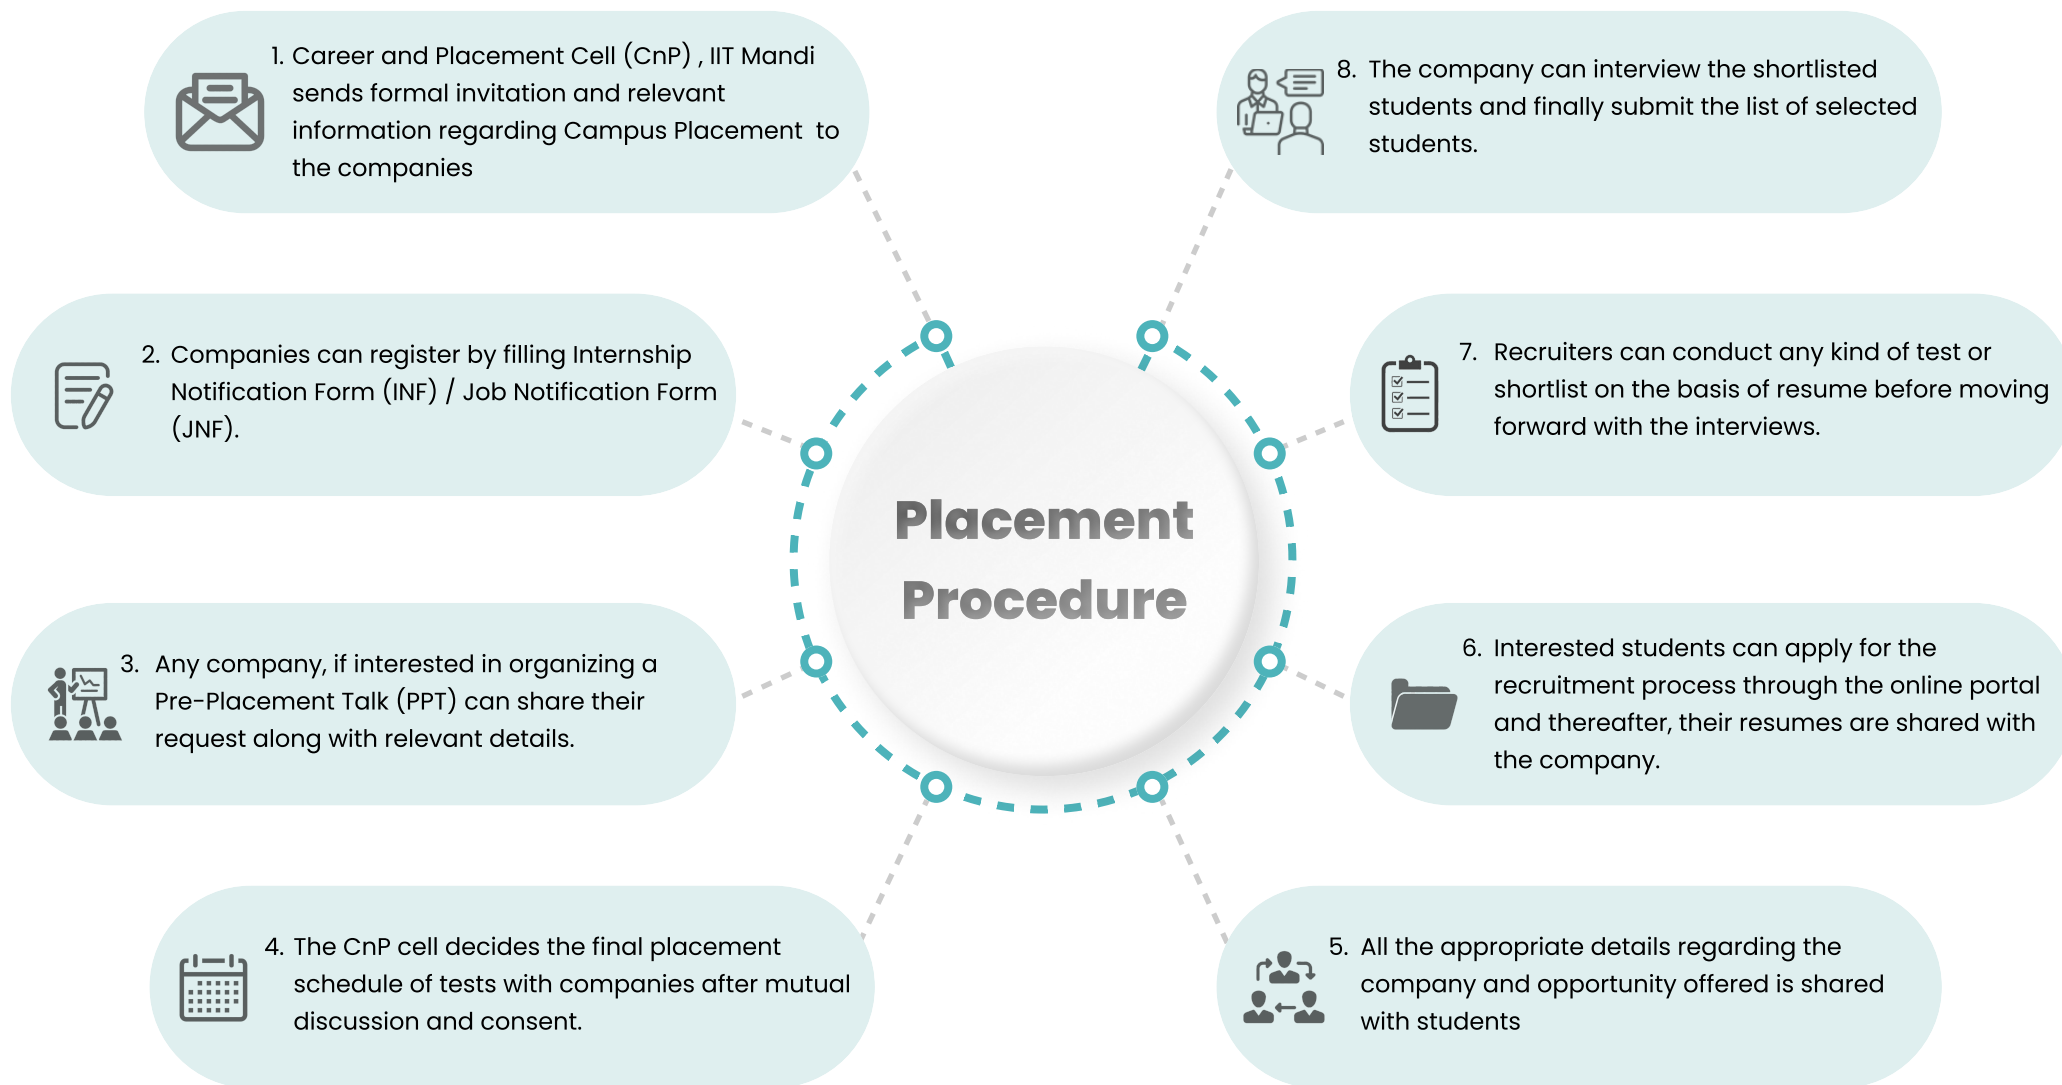 Placement
Procedure
1. Career and Placement Cell (CnP) , IIT Mandi
sends formal invitation and relevant
information regarding Campus Placement to
the companies
2. Companies can register by filling Internship
Notification Form (INF) / Job Notification Form
(JNF).
3. Any company, if interested in organizing a
Pre-Placement Talk (PPT) can share their
request along with relevant details.
4. The CnP cell decides the final placement
schedule of tests with companies after mutual
discussion and consent.
5. All the appropriate details regarding the
company and opportunity offered is shared
with students
6. Interested students can apply for the
recruitment process through the online portal
and thereafter, their resumes are shared with
the company.
7. Recruiters can conduct any kind of test or
shortlist on the basis of resume before moving
forward with the interviews.
8. The company can interview the shortlisted
students and finally submit the list of selected
students.